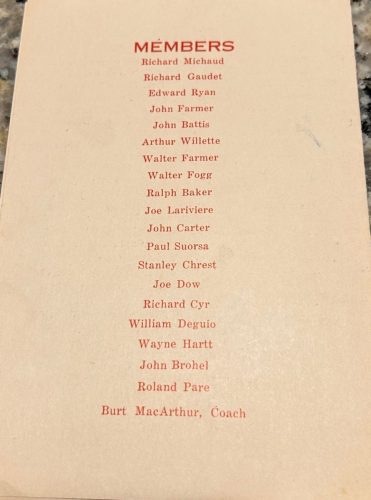 MEMBERS
Richard Michaud
Richard Gaudet
Edward Ryan
John Farmer
John Battis
Arthur Willette
Walter Farmer
Walter Fogg
Ralph Baker
Joe Lariviere
John Carter
Paul Suorsa
Stanley Chrest
Joe Dow
Richard Cyr
William Deguio
Wayne Hartt
John Brohel
Roland Pare
Burt MacArthur, Coach